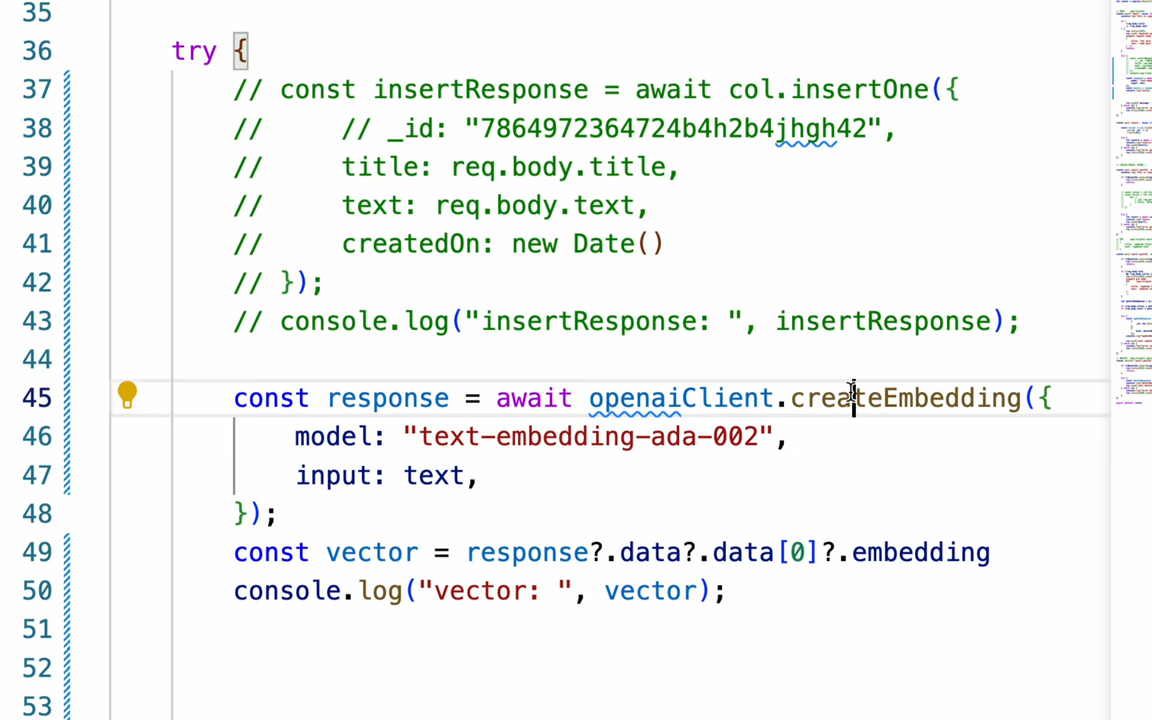 35
36 try {
37 // const insertResponse = await col.insertOne({
38 //     // _id: "7864972364724b4h2b4jhgh42",
39 //     title: req.body.title,
40 //     text: req.body.text,
41 //     createdOn: new Date()
42 // });
43 // console.log("insertResponse: ", insertResponse);
44
45 const response = await openaiClient.createEmbedding({
46     model: "text-embedding-ada-002",
47     input: text,
48 });
49 const vector = response?.data?.data[0]?.embedding
50 console.log("vector: ", vector);
51
52
53